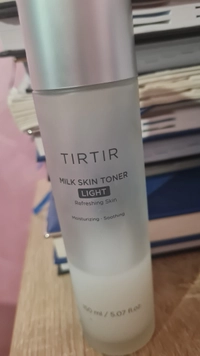 TIRTIR
MILK SKIN TONER
LIGHT
Refreshing Skin
Moisturizing · Soothing
150 ml / 5.07 fl.oz